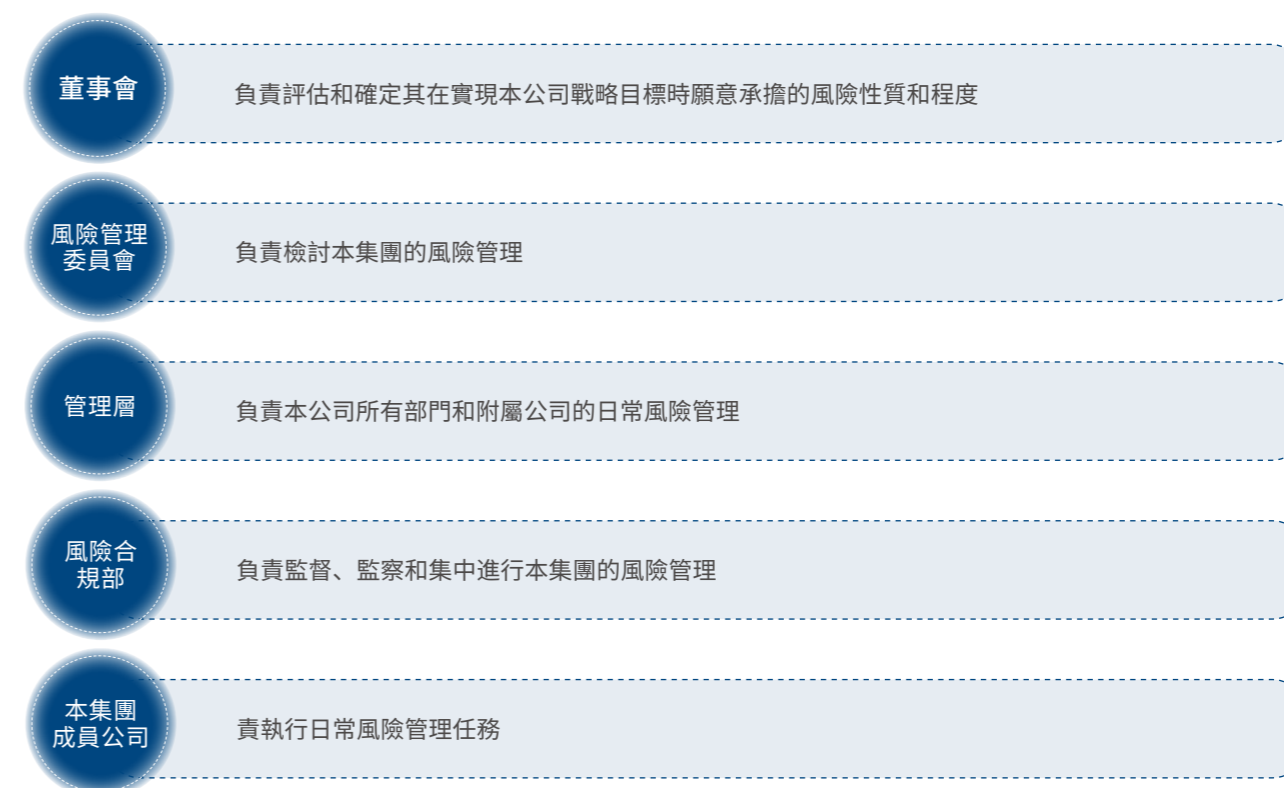 董事會
負責評估和確定其在實現本公司戰略目標時願意承擔的風險性質和程度
風險管理
委員會
負責檢討本集團的風險管理
管理層
負責本公司所有部門和附屬公司的日常風險管理
風險合
規部
負責監督、監察和集中進行本集團的風險管理
本集團
成員公司
責執行日常風險管理任務